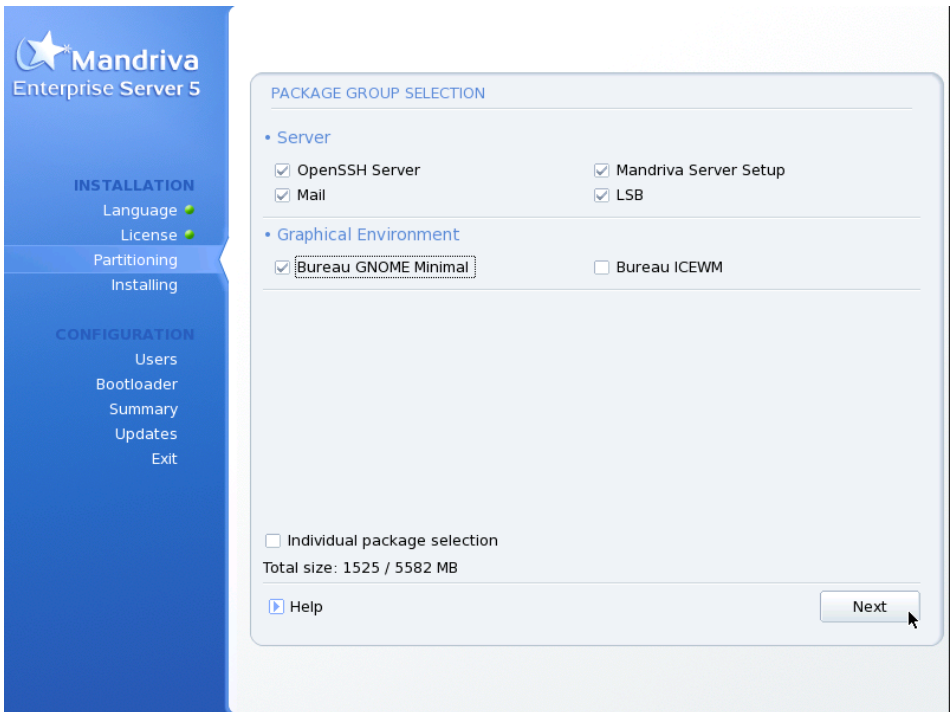 Mandriva
Enterprise Server 5
INSTALLATION
Language
License
Partitioning
Installing
CONFIGURATION
Users
Bootloader
Summary
Updates
Exit
PACKAGE GROUP SELECTION
• Server
OpenSSH Server
Mandriva Server Setup
Mail
LSB
• Graphical Environment
Bureau GNOME Minimal
Bureau ICEWM
Individual package selection
Total size: 1525 / 5582 MB
Help
Next